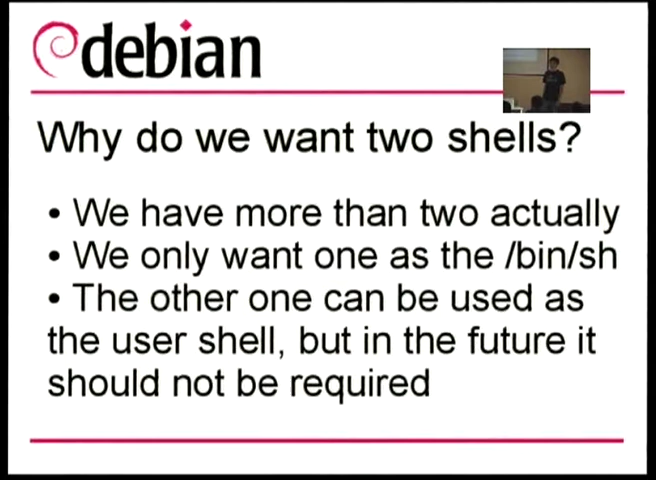 debian
Why do we want two shells?
• We have more than two actually
• We only want one as the /bin/sh
• The other one can be used as
the user shell, but in the future it
should not be required